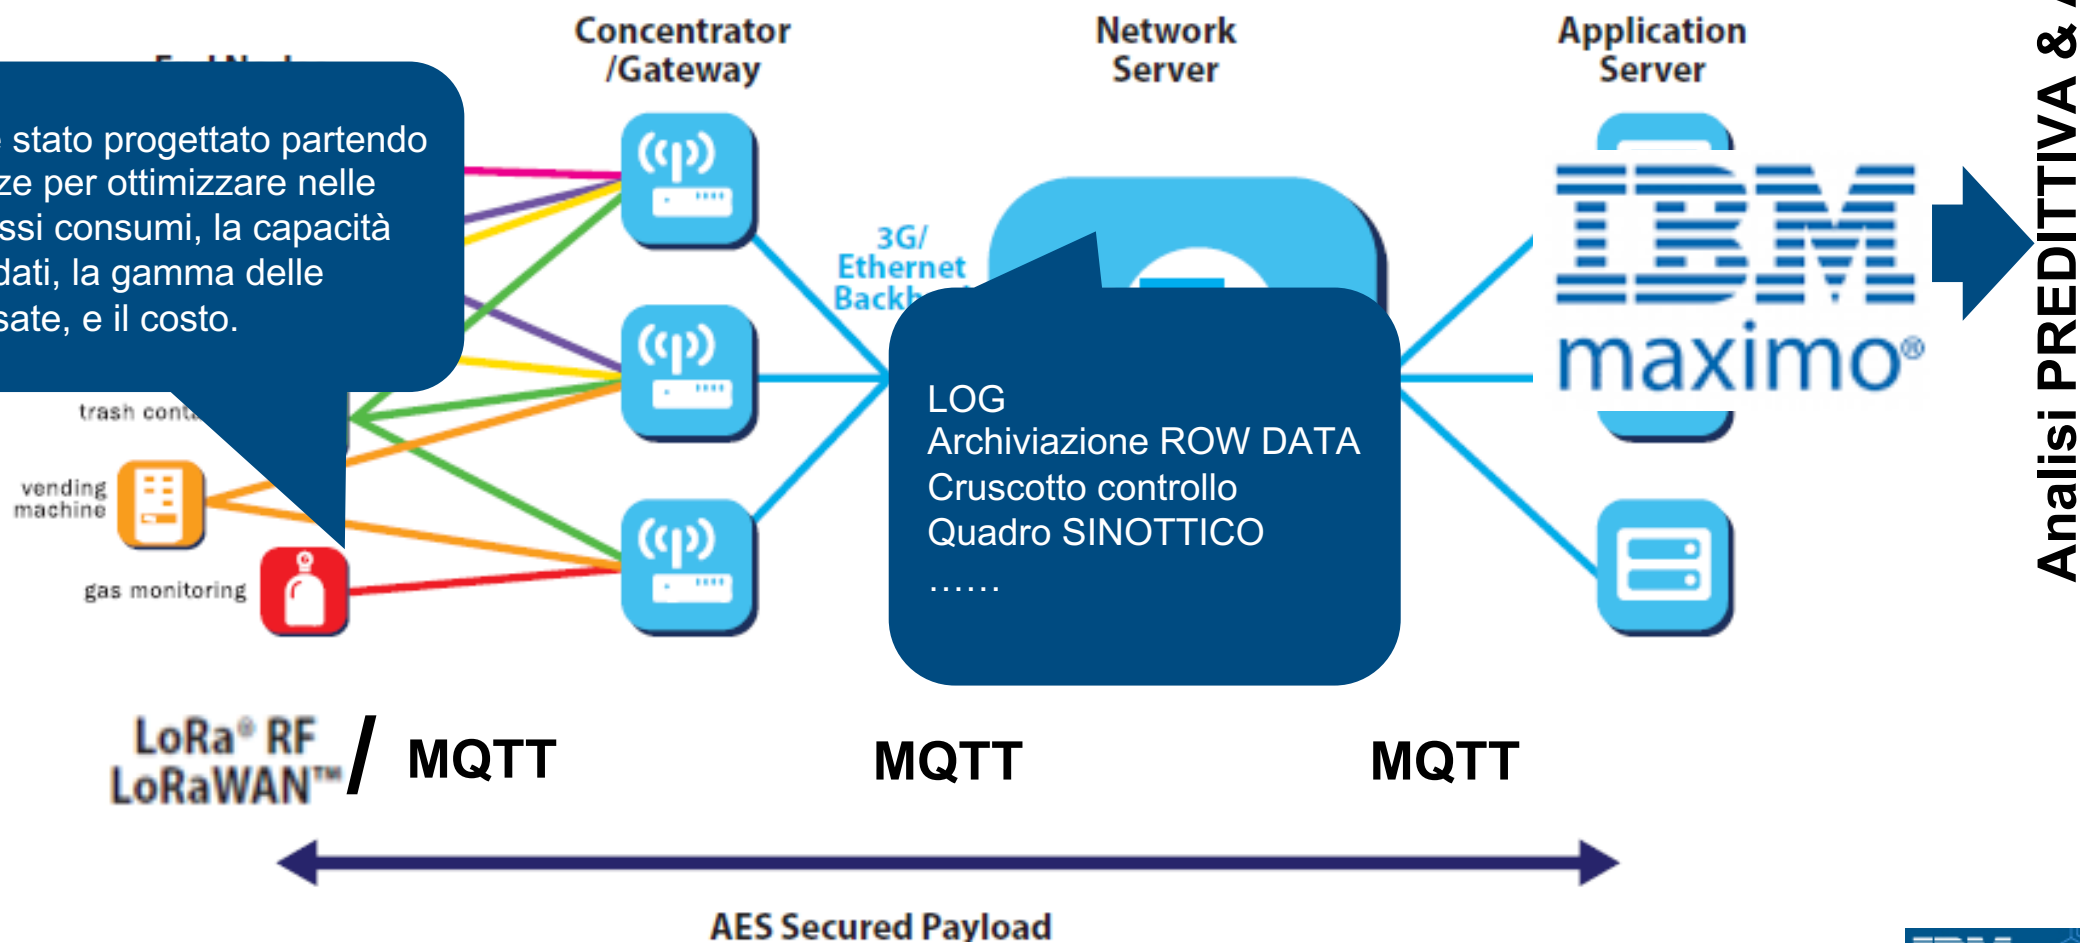 Concentrator
/Gateway
Network
Server
Application
Server
stato progettato partendo
ze per ottimizzare nelle
ssi consumi, la capacità
dati, la gamma delle
sate, e il costo.
3G/
Ethernet
IBM
maximo®
LOG
Archiviazione ROW DATA
Cruscotto controllo
Quadro SINOTTICO
......
trash
vending
machine
gas monitoring
LoRa® RF
LoRaWAN™
/ MQTT
MQTT
MQTT
AES Secured Payload
Analisi PREDITTIVA &